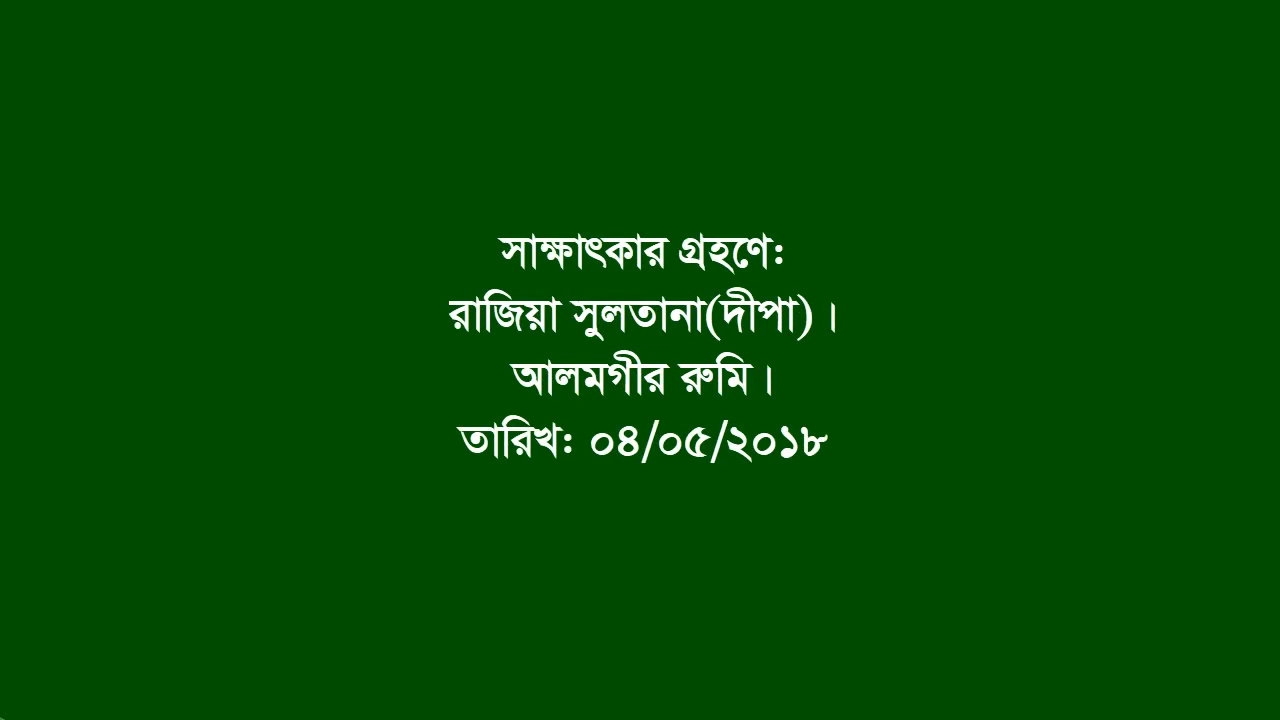 সাক্ষাৎকার গ্রহণে:
রাজিয়া সুলতানা(দীপা)।
আলমগীর রুমি।
তারিখ: ০৪/০৫/২০১৮